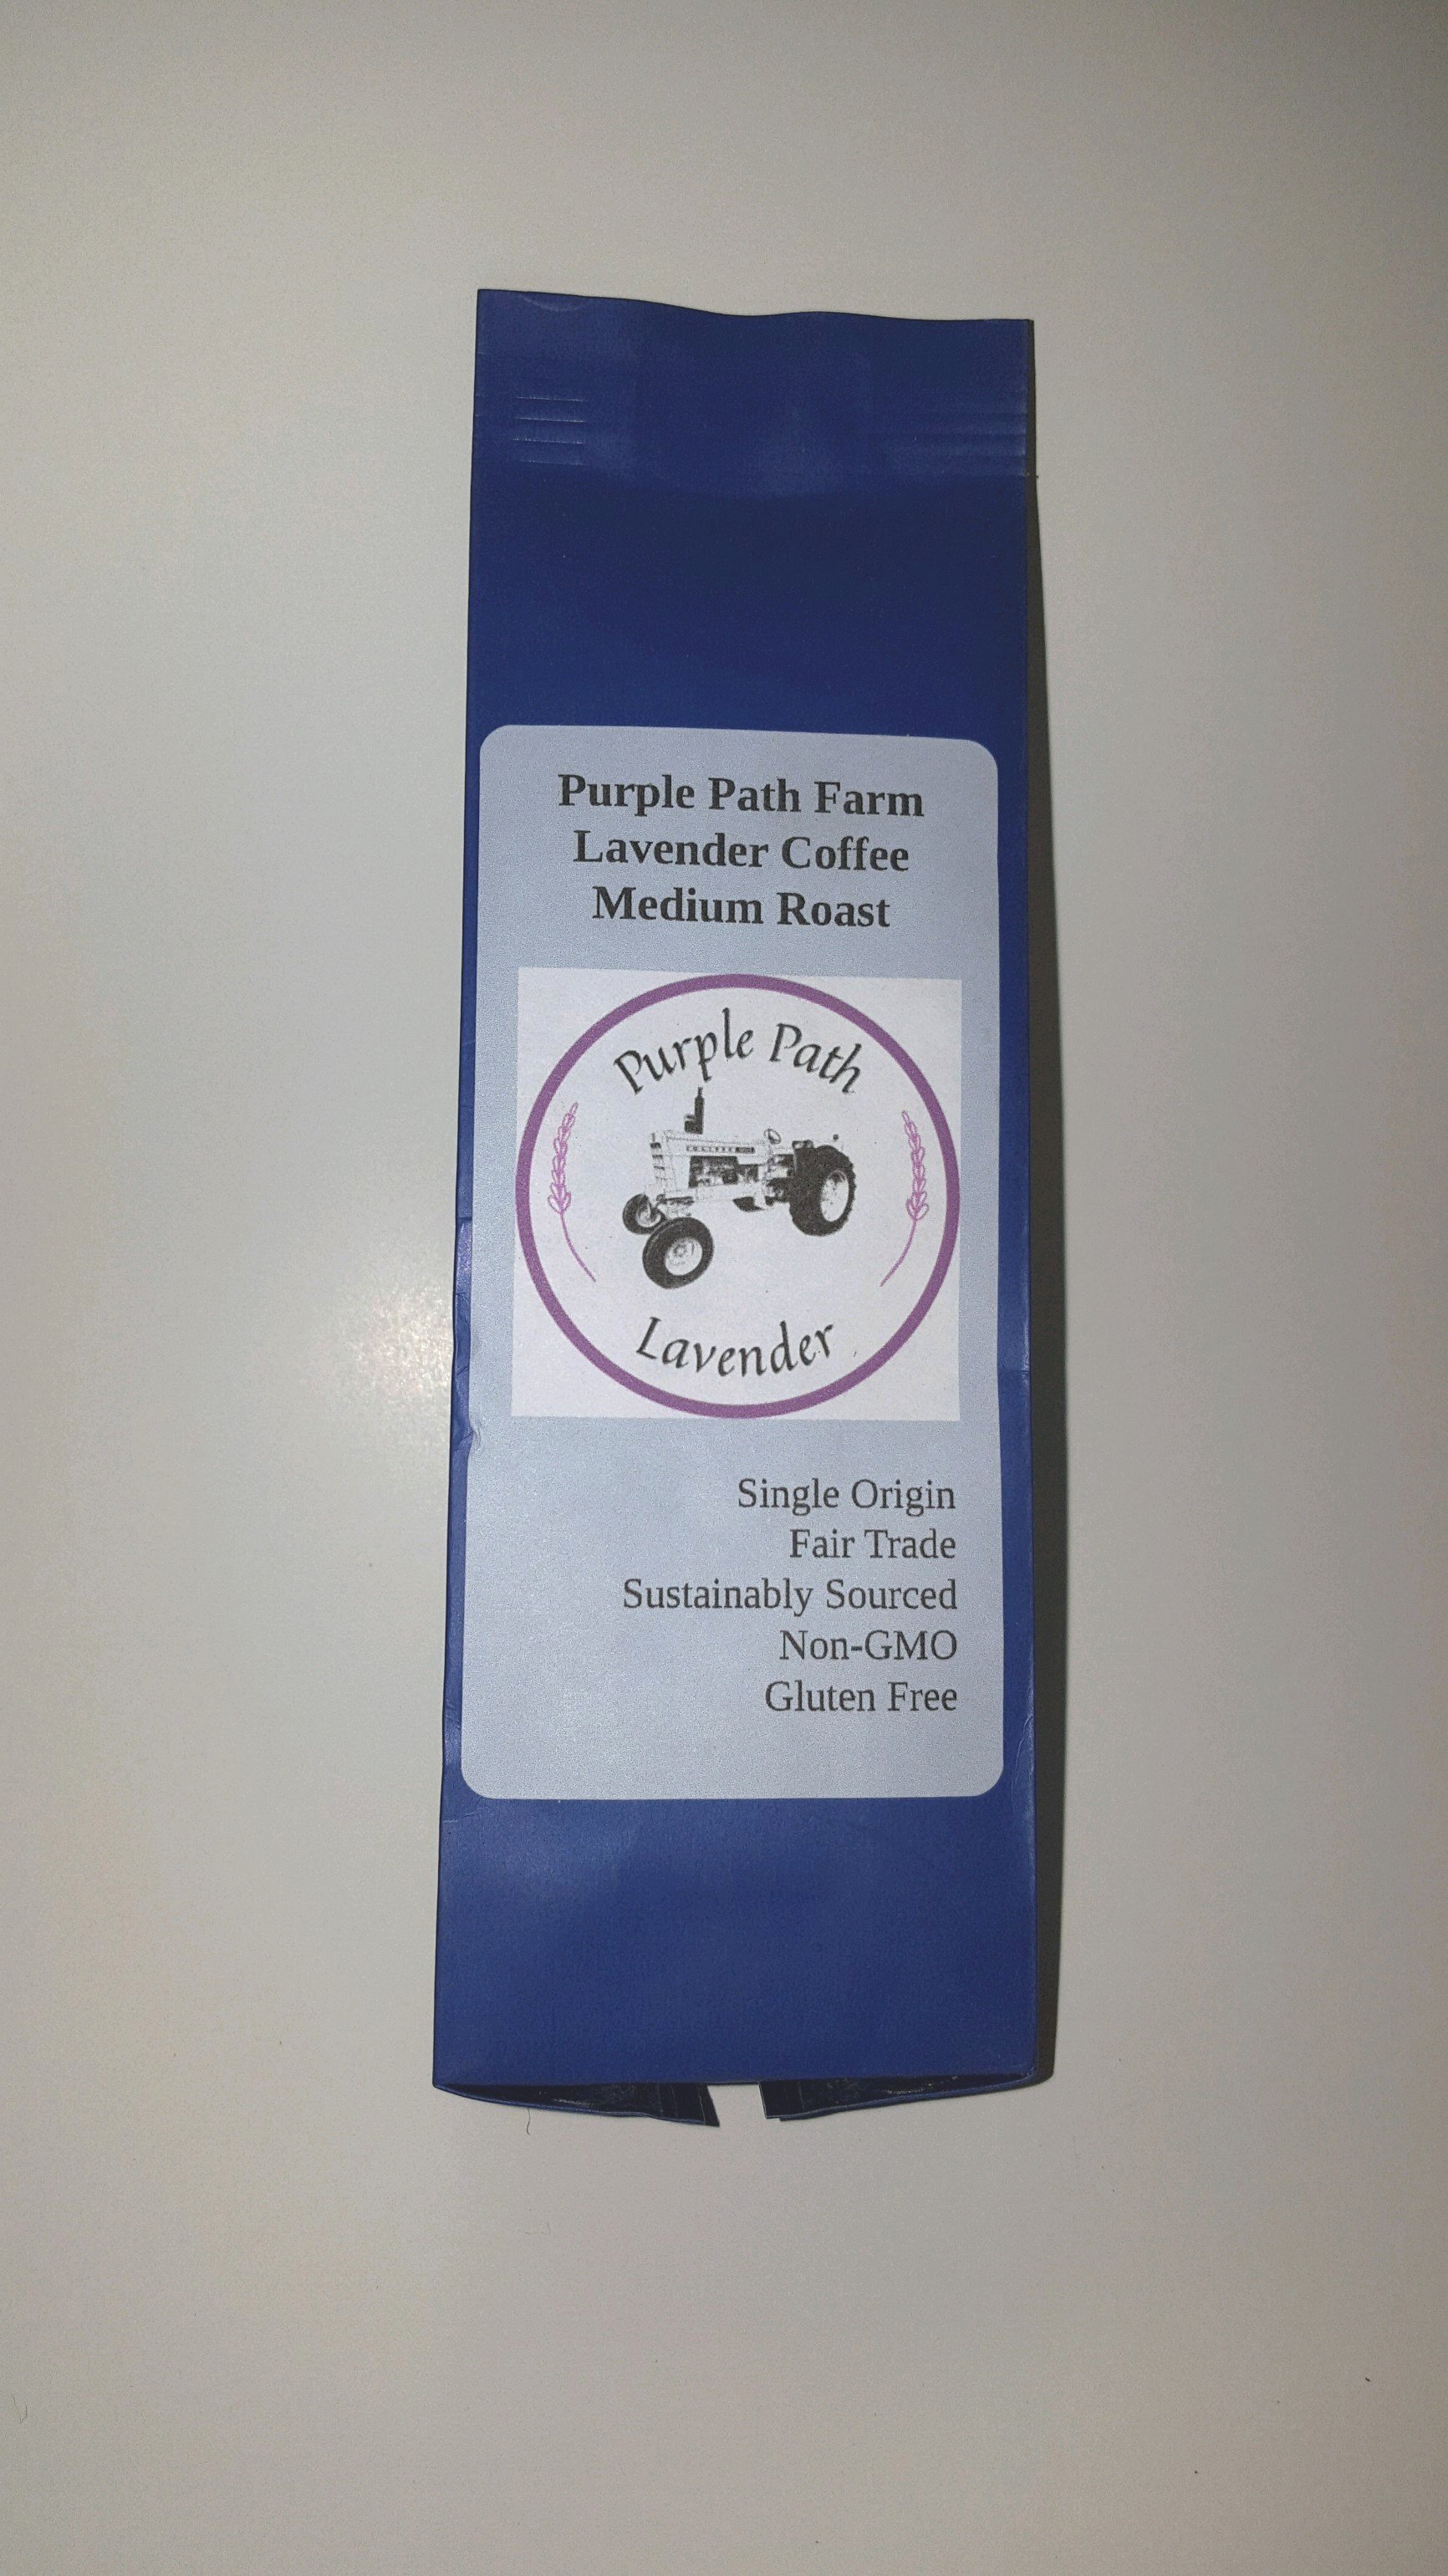 Purple Path Farm
Lavender Coffee
Medium Roast
Purple Path
Lavender
Single Origin
Fair Trade
Sustainably Sourced
Non-GMO
Gluten Free